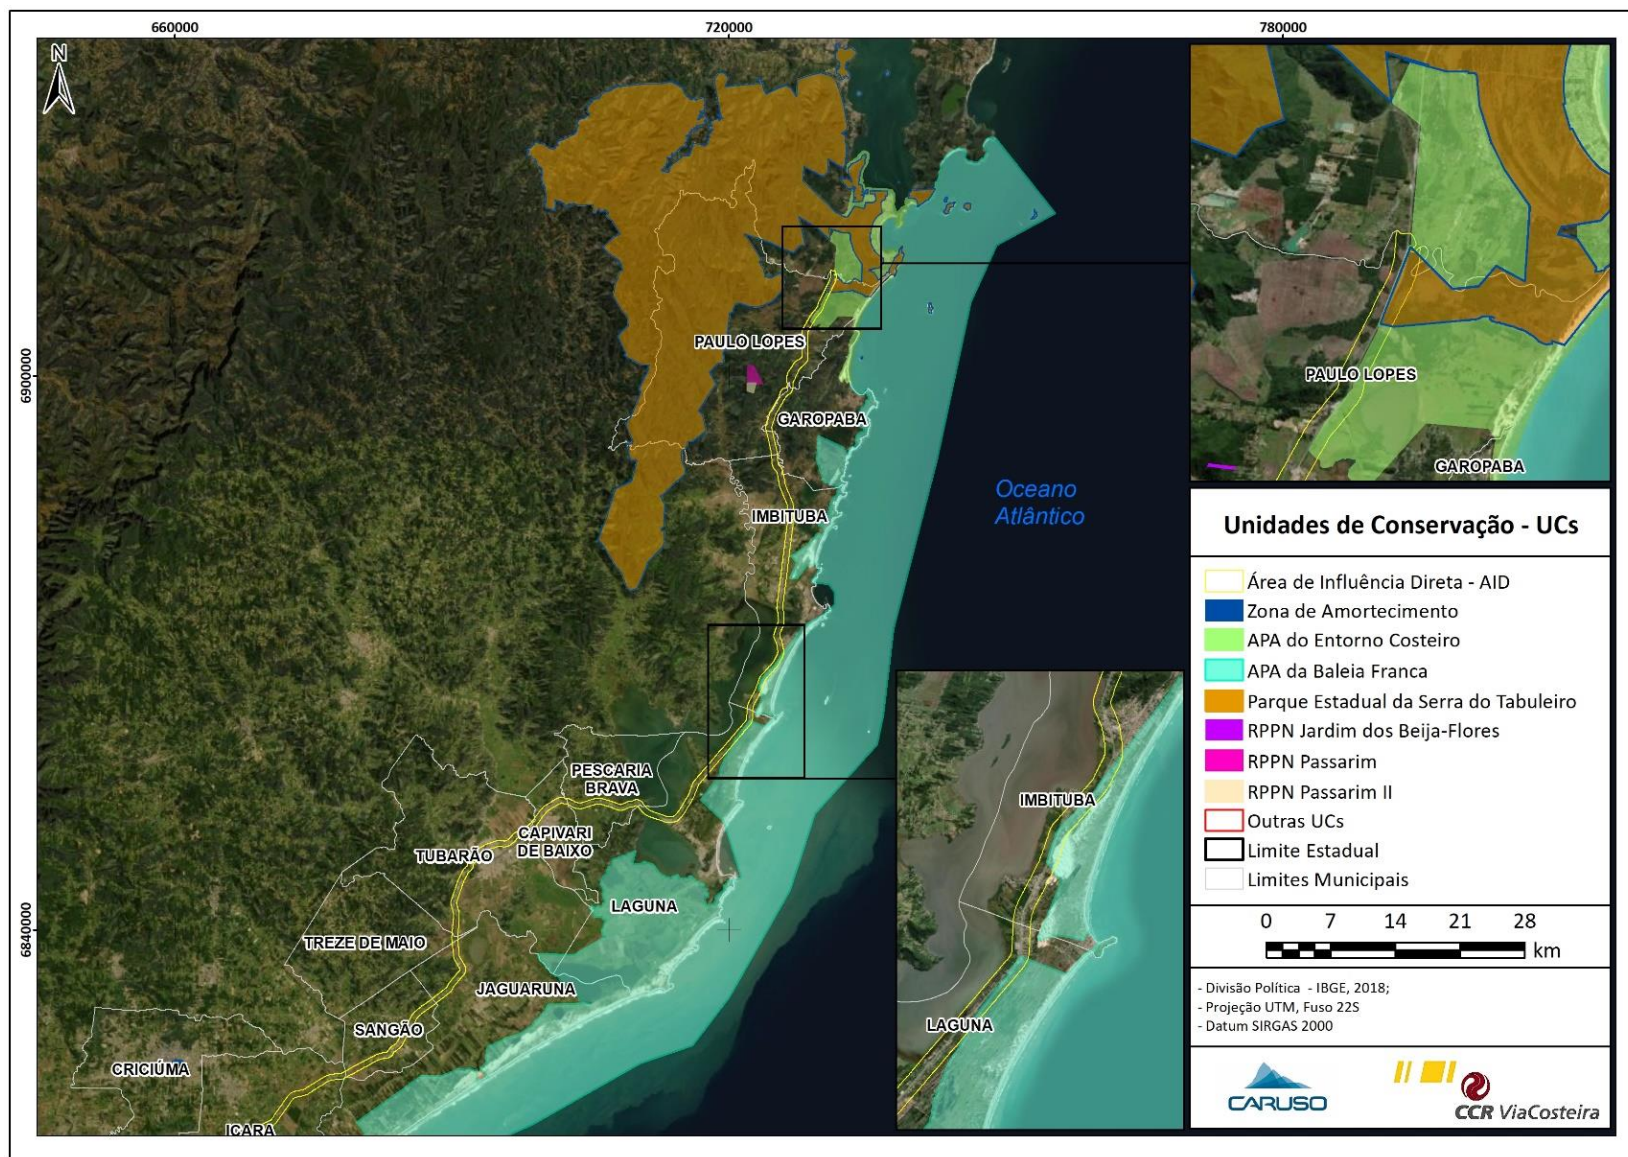 660000
720000
780000
N
6900000
6840000
PAULO LOPES
GAROPABA
IMBITUBA
PESCARIA
BRAVA
CAPIVARI
DE BAIXO
TUBARÃO
LAGUNA
TREZE DE MAIO
JAGUARUNA
SANGÃO
CRICIÚMA
IÇARA
Oceano
Atlântico
PAULO LOPES
GAROPABA
IMBITUBA
LAGUNA
Unidades de Conservação - UCs
Área de Influência Direta - AID
Zona de Amortecimento
APA do Entorno Costeiro
APA da Baleia Franca
Parque Estadual da Serra do Tabuleiro
RPPN Jardim dos Beija-Flores
RPPN Passarim
RPPN Passarim II
Outras UCs
Limite Estadual
Limites Municipais
0 7 14 21 28
km
- Divisão Política - IBGE, 2018;
- Projeção UTM, Fuso 22S
- Datum SIRGAS 2000
CARUSO
CCR ViaCosteira